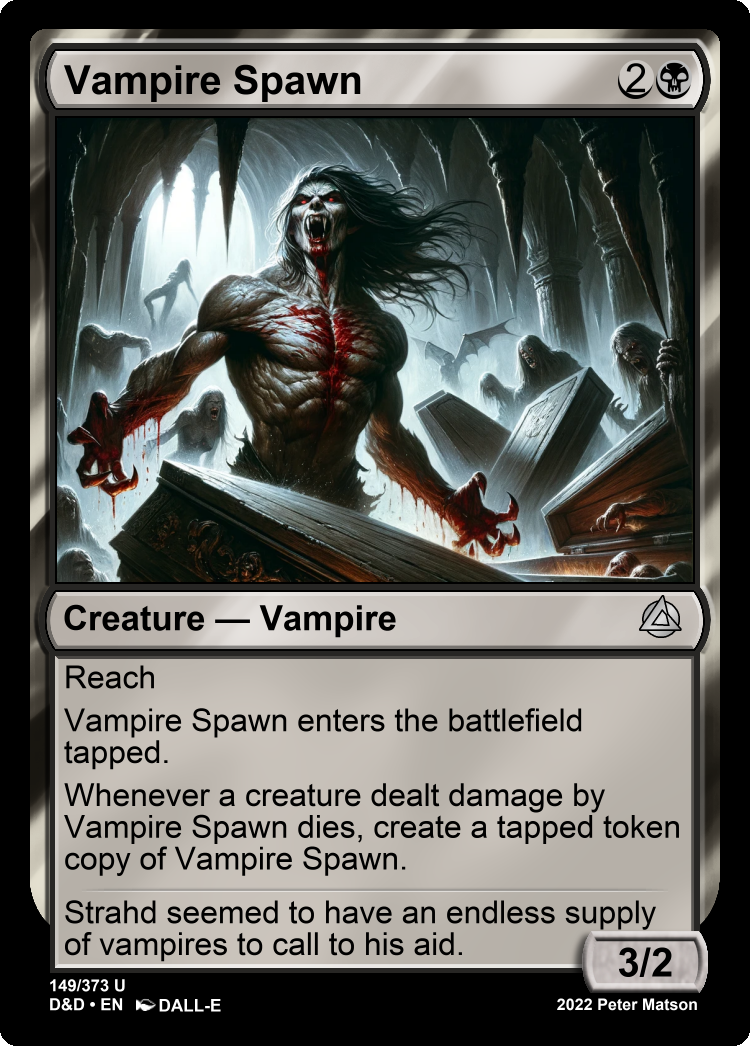 Vampire Spawn 2
Creature — Vampire
Reach
Vampire Spawn enters the battlefield
tapped.
Whenever a creature dealt damage by
Vampire Spawn dies, create a tapped token
copy of Vampire Spawn.
Strahd seemed to have an endless supply
of vampires to call to his aid.
3/2
149/373 U
D&D • EN DALL-E
2022 Peter Matson